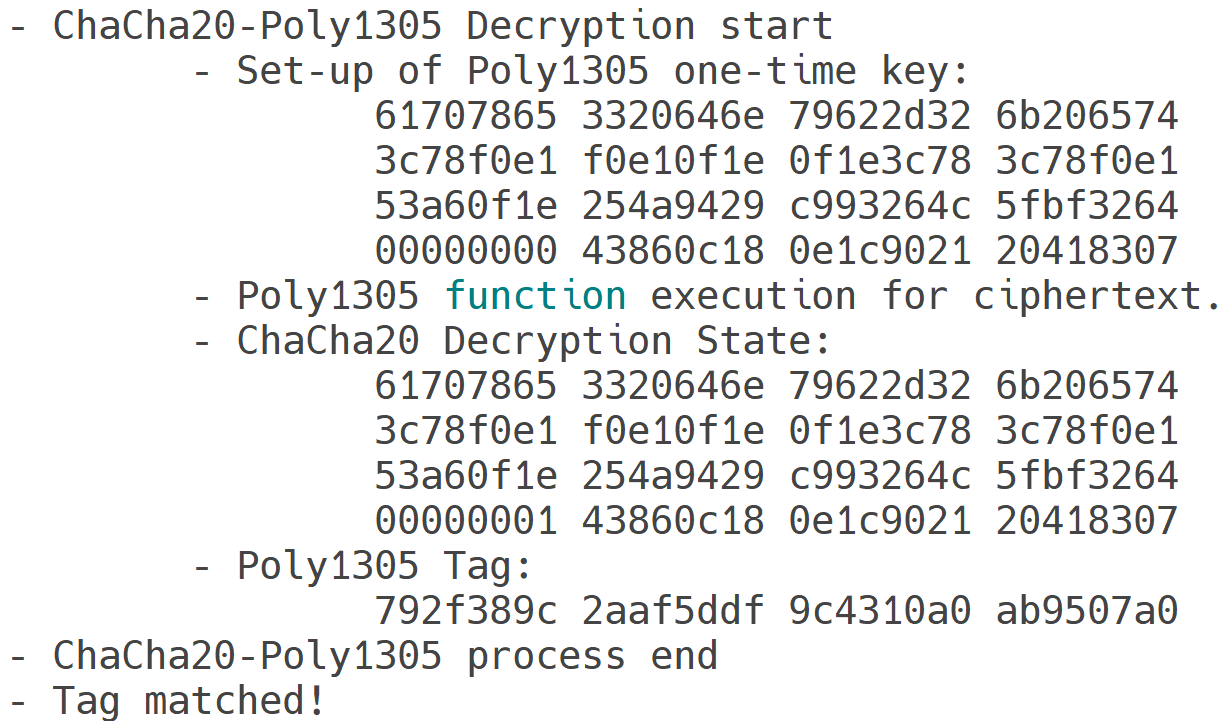 - ChaCha20-Poly1305 Decryption start
- Set-up of Poly1305 one-time key:
61707865 3320646e 79622d32 6b206574
3c78f0e1 f0e10f1e 0f1e3c78 3c78f0e1
53a60f1e 254a9429 c993264c 5fbf3264
00000000 43860c18 0e1c9021 20418307
- Poly1305 function execution for ciphertext.
- ChaCha20 Decryption State:
61707865 3320646e 79622d32 6b206574
3c78f0e1 f0e10f1e 0f1e3c78 3c78f0e1
53a60f1e 254a9429 c993264c 5fbf3264
00000001 43860c18 0e1c9021 20418307
- Poly1305 Tag:
792f389c 2aaf5ddf 9c4310a0 ab9507a0
- ChaCha20-Poly1305 process end
- Tag matched!